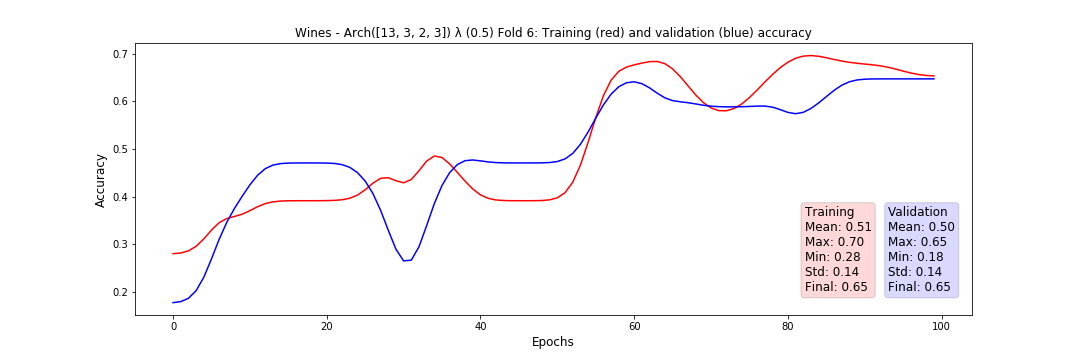 Wines - Arch([13, 3, 2, 3]) λ (0.5) Fold 6: Training (red) and validation (blue) accuracy
Accuracy
0.7
0.6
0.5
0.4
0.3
0.2
Training
Mean: 0.51
Max: 0.70
Min: 0.28
Std: 0.14
Final: 0.65
Validation
Mean: 0.50
Max: 0.65
Min: 0.18
Std: 0.14
Final: 0.65
0 20 40 60 80 100
Epochs